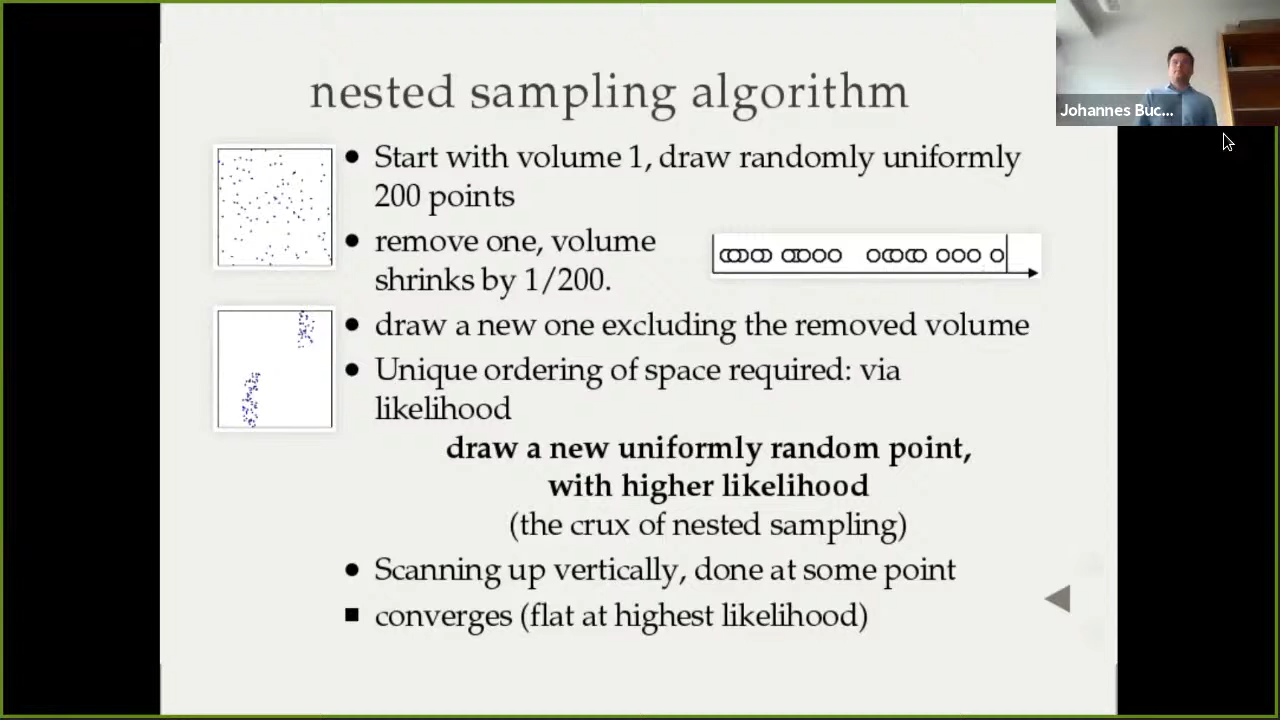 nested sampling algorithm
Johannes Buc...
• Start with volume 1, draw randomly uniformly
200 points
• remove one, volume
shrinks by 1/200.
• draw a new one excluding the removed volume
• Unique ordering of space required: via
likelihood
draw a new uniformly random point,
with higher likelihood
(the crux of nested sampling)
• Scanning up vertically, done at some point
■ converges (flat at highest likelihood)